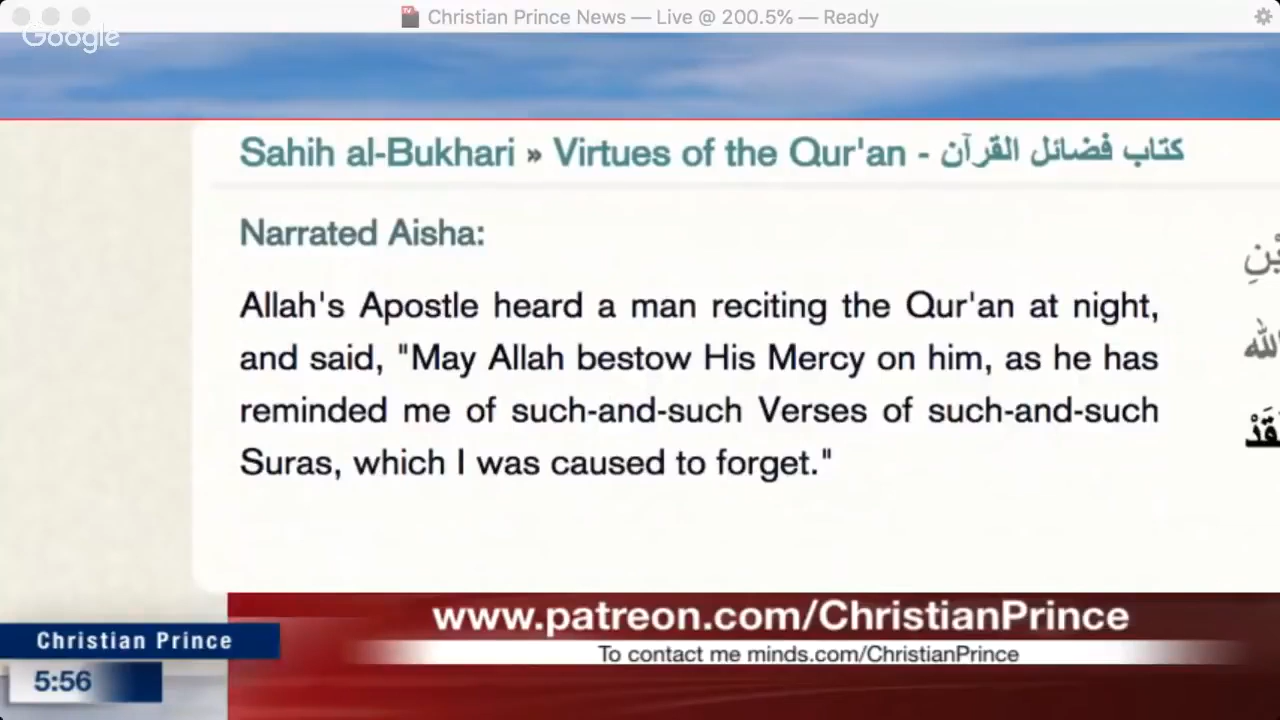 Christian Prince News — Live @ 200.5% — Ready
Google
Sahih al-Bukhari » Virtues of the Qur'an - كتاب فضائل القرآن
Narrated Aisha:
Allah's Apostle heard a man reciting the Qur'an at night,
and said, "May Allah bestow His Mercy on him, as he has
reminded me of such-and-such Verses of such-and-such
Suras, which I was caused to forget."
www.patreon.com/ChristianPrince
Christian Prince
To contact me minds.com/ChristianPrince
5:56